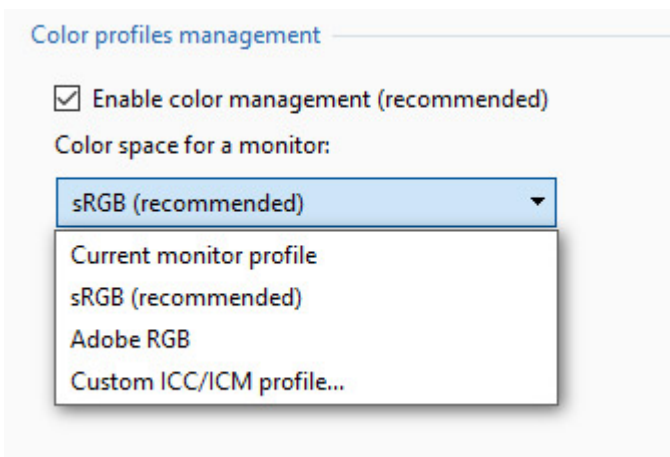 Color profiles management
Enable color management (recommended)
Color space for a monitor:
sRGB (recommended)
Current monitor profile
sRGB (recommended)
Adobe RGB
Custom ICC/ICM profile...